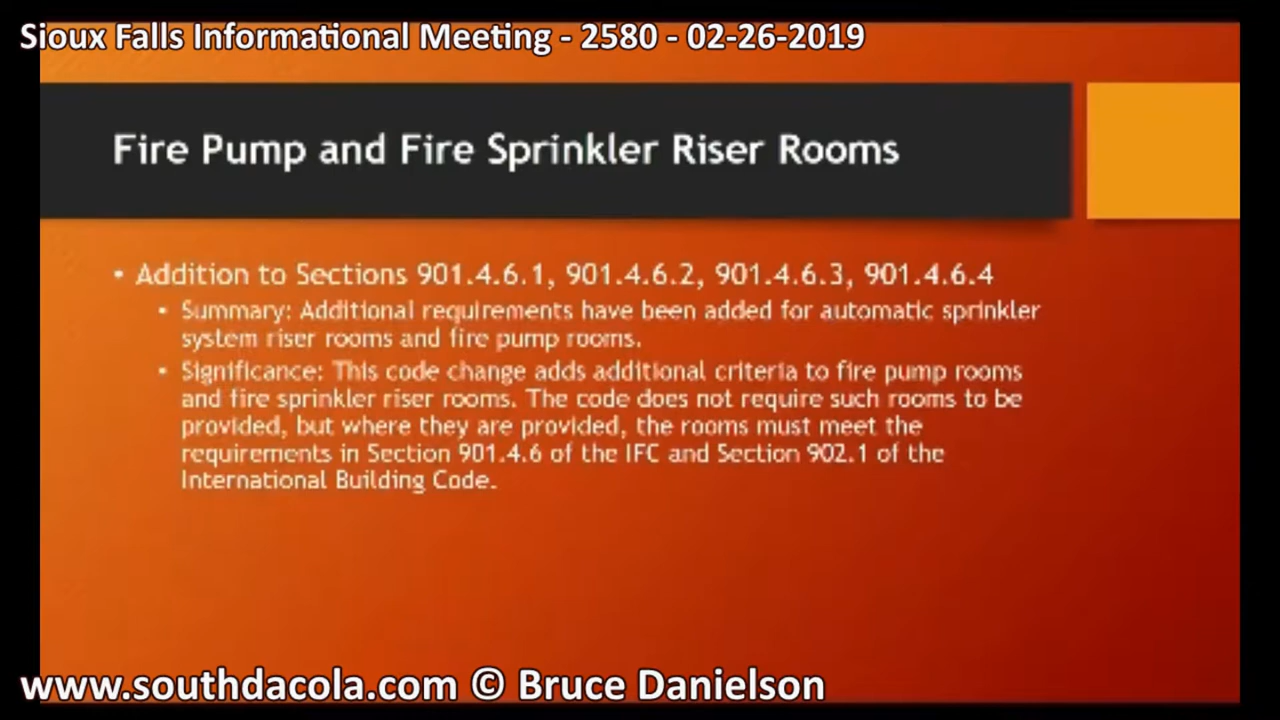 Sioux Falls Informational Meeting - 2580 - 02-26-2019
Fire Pump and Fire Sprinkler Riser Rooms
• Addition to Sections 901.4.6.1, 901.4.6.2, 901.4.6.3, 901.4.6.4
• Summary: Additional requirements have been added for automatic sprinkler
system riser rooms and fire pump rooms.
• Significance: This code change adds additional criteria to fire pump rooms
and fire sprinkler riser rooms. The code does not require such rooms to be
provided, but where they are provided, the rooms must meet the
requirements in Section 901.4.6 of the IFC and Section 902.1 of the
International Building Code.
www.southdacola.com © Bruce Danielson